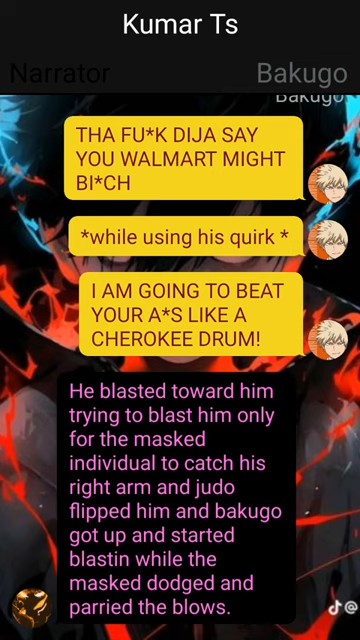 Kumar Ts
Narrator
Bakugo
Bakugo
THA FU*K DIJA SAY
YOU WALMART MIGHT
BI*CH
*while using his quirk *
I AM GOING TO BEAT
YOUR A*S LIKE A
CHEROKEE DRUM!
He blasted toward him
trying to blast him only
for the masked
individual to catch his
right arm and judo
flipped him and bakugo
got up and started
blastin while the
masked dodged and
parried the blows.
@